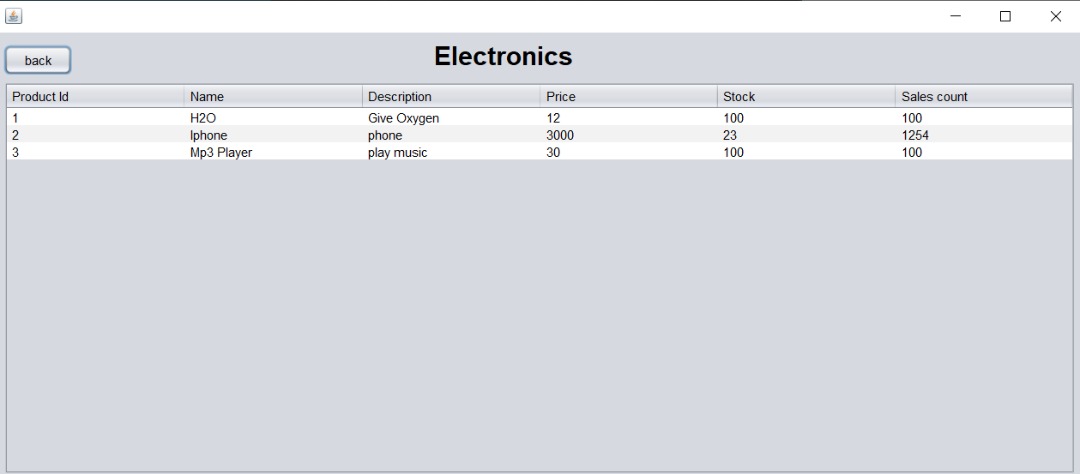 Electronics
back
Product Id Name Description Price Stock Sales count
1 H2O Give Oxygen 12 100 100
2 Iphone phone 3000 23 1254
3 Mp3 Player play music 30 100 100